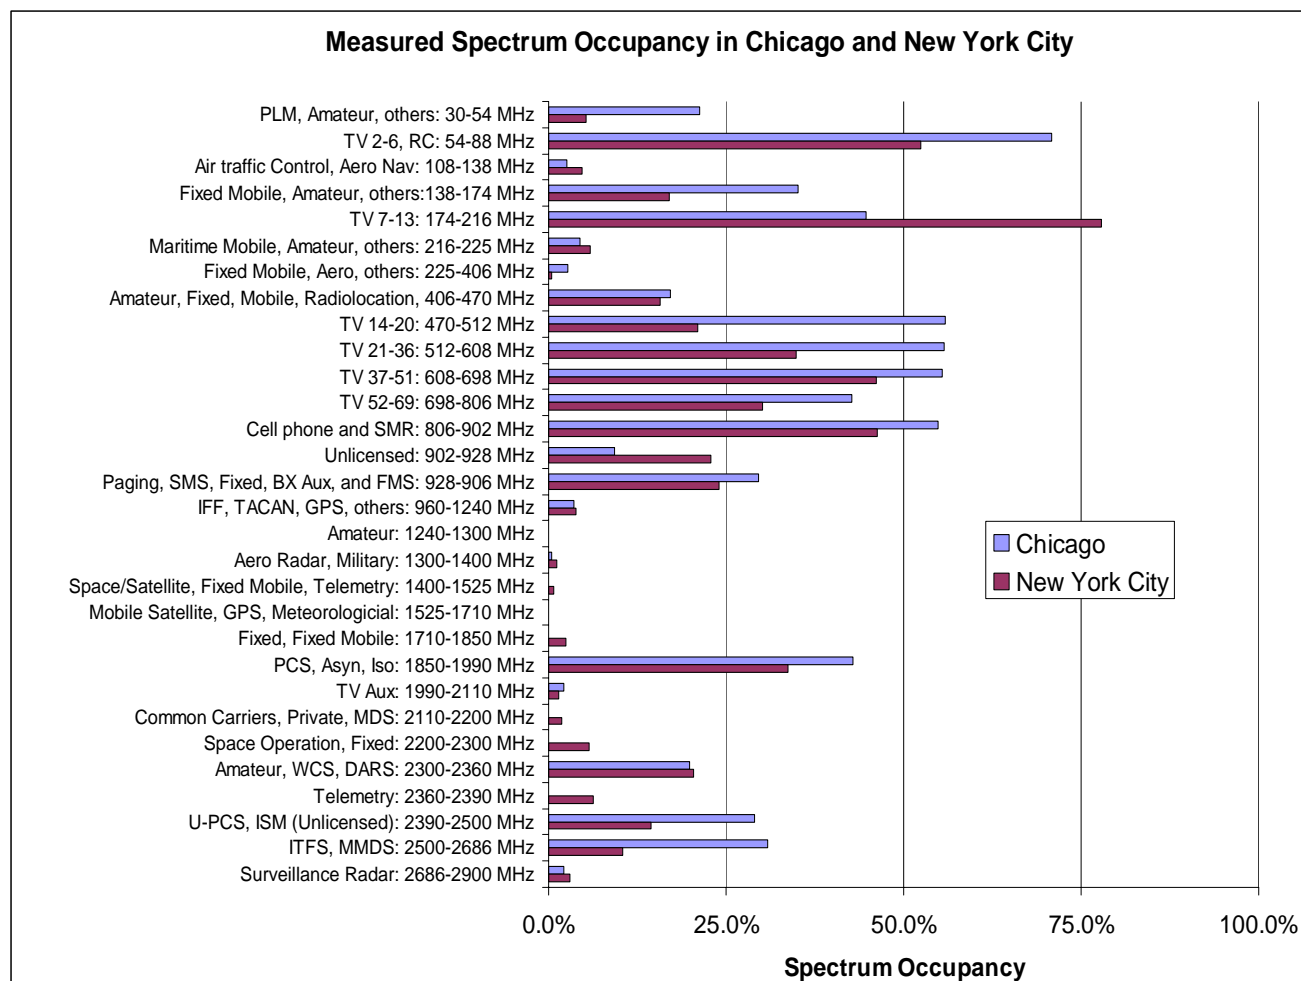 Measured Spectrum Occupancy in Chicago and New York City
PLM, Amateur, others: 30-54 MHz
TV 2-6, RC: 54-88 MHz
Air traffic Control, Aero Nav: 108-138 MHz
Fixed Mobile, Amateur, others:138-174 MHz
TV 7-13: 174-216 MHz
Maritime Mobile, Amateur, others: 216-225 MHz
Fixed Mobile, Aero, others: 225-406 MHz
Amateur, Fixed, Mobile, Radiolocation, 406-470 MHz
TV 14-20: 470-512 MHz
TV 21-36: 512-608 MHz
TV 37-51: 608-698 MHz
TV 52-69: 698-806 MHz
Cell phone and SMR: 806-902 MHz
Unlicensed: 902-928 MHz
Paging, SMS, Fixed, BX Aux, and FMS: 928-906 MHz
IFF, TACAN, GPS, others: 960-1240 MHz
Amateur: 1240-1300 MHz
Aero Radar, Military: 1300-1400 MHz
Space/Satellite, Fixed Mobile, Telemetry: 1400-1525 MHz
Mobile Satellite, GPS, Meteorologicial: 1525-1710 MHz
Fixed, Fixed Mobile: 1710-1850 MHz
PCS, Asyn, Iso: 1850-1990 MHz
TV Aux: 1990-2110 MHz
Common Carriers, Private, MDS: 2110-2200 MHz
Space Operation, Fixed: 2200-2300 MHz
Amateur, WCS, DARS: 2300-2360 MHz
Telemetry: 2360-2390 MHz
U-PCS, ISM (Unlicensed): 2390-2500 MHz
ITFS, MMDS: 2500-2686 MHz
Surveillance Radar: 2686-2900 MHz
Chicago
New York City
0.0% 25.0% 50.0% 75.0% 100.0%
Spectrum Occupancy